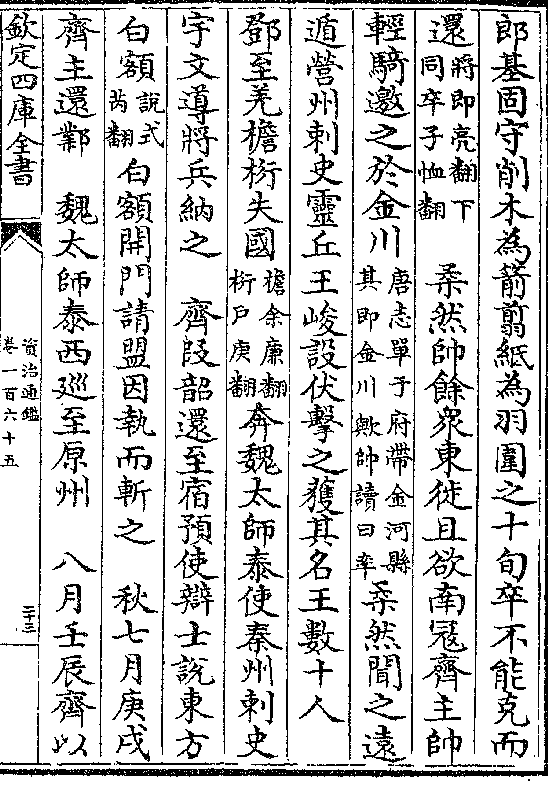 郎基固守削木為箭翦紙為羽圍之十旬卒不能克而
還將即亮翻下同卒子恤翻 柔然帥餘衆東徙且欲南寇齊主帥
輕騎邀之於金川唐志單于府帶金河縣其即金川歟帥讀曰率柔然聞之遠
遁營州刺史靈丘王峻設伏擊之獲其名王數十人
鄧至羌檐桁失國檐余廉翻桁戶庚翻奔魏太師泰使秦州刺史
宇文導將兵納之 齊段韶還至宿預使辯士說東方
白額說式芮翻白額開門請盟因執而斬之 秋七月庚戌
齊主還鄴 魏太師泰西廵至原州 八月壬辰齊以
欽定四庫全書
資治通鑑
卷一百六十五
二十三